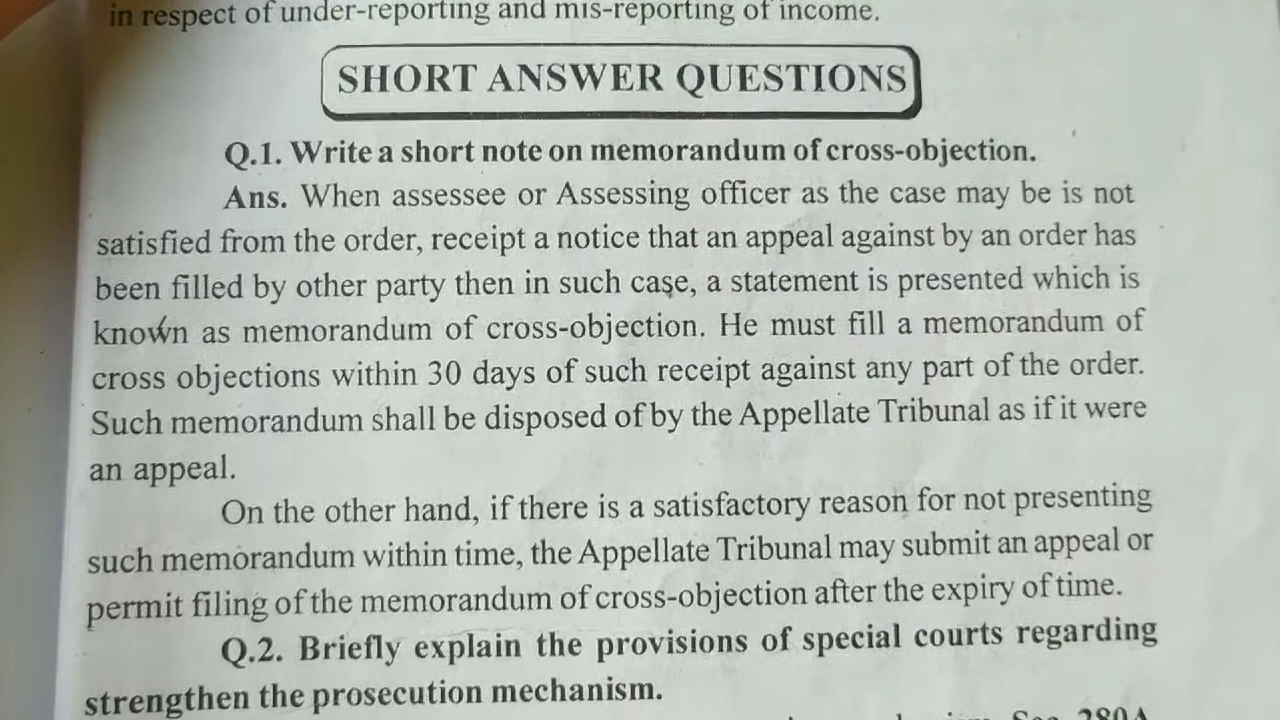 in respect of under-reporting and mis-reporting of income.
SHORT ANSWER QUESTIONS
Q.1. Write a short note on memorandum of cross-objection.
Ans. When assessee or Assessing officer as the case may be is not
satisfied from the order, receipt a notice that an appeal against by an order has
been filled by other party then in such case, a statement is presented which is
known as memorandum of cross-objection. He must fill a memorandum of
cross objections within 30 days of such receipt against any part of the order.
Such memorandum shall be disposed of by the Appellate Tribunal as if it were
an appeal.
On the other hand, if there is a satisfactory reason for not presenting
such memorandum within time, the Appellate Tribunal may submit an appeal or
permit filing of the memorandum of cross-objection after the expiry of time.
Q.2. Briefly explain the provisions of special courts regarding
strengthen the prosecution mechanism.
Sec. 280A